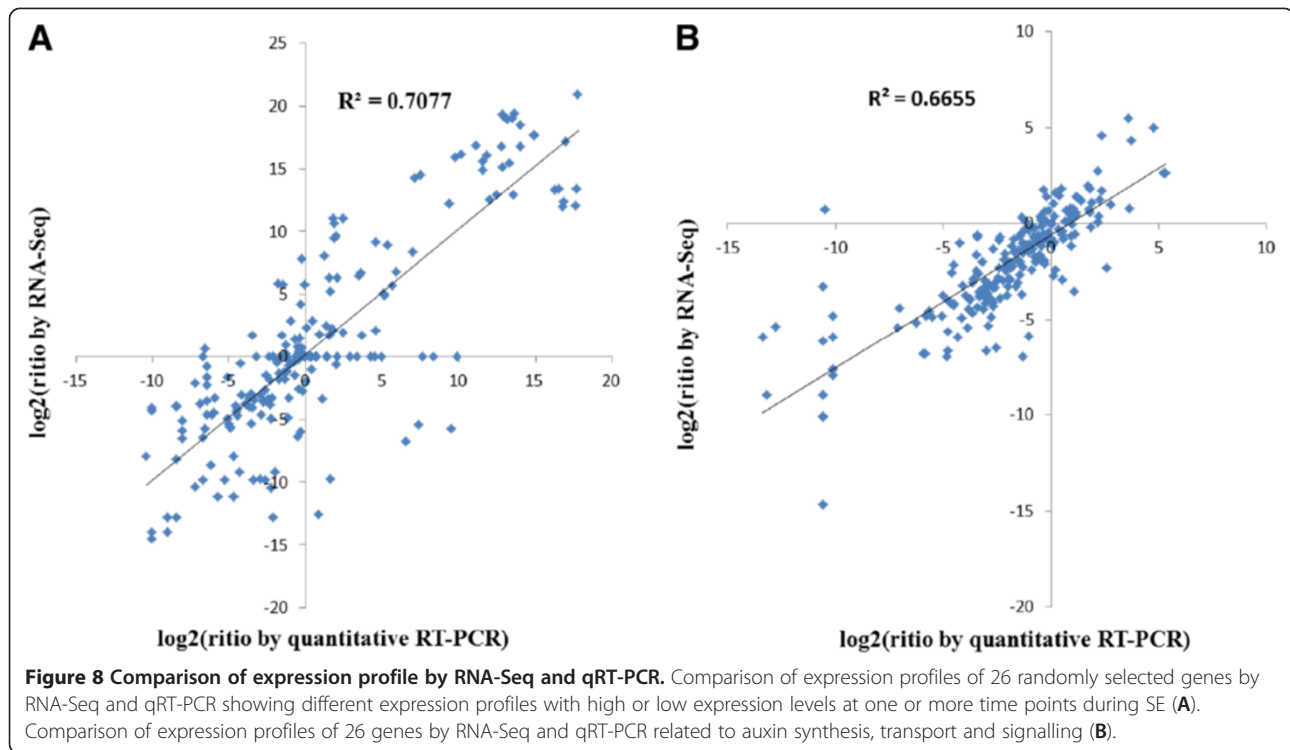 A
B
R² = 0.7077
R² = 0.6655
25
20
15
10
5
0
-5
-10
-15
-20
-15
-10
-5
0
5
10
15
20
log2(ritio by RNA-Seq)
log2(ritio by quantitative RT-PCR)
10
5
0
-5
-10
-15
-20
-15
-10
-5
0
5
10
log2(ritio by RNA-Seq)
log2(ritio by quantitative RT-PCR)
Figure 8 Comparison of expression profile by RNA-Seq and qRT-PCR. Comparison of expression profiles of 26 randomly selected genes by
RNA-Seq and qRT-PCR showing different expression profiles with high or low expression levels at one or more time points during SE (A).
Comparison of expression profiles of 26 genes by RNA-Seq and qRT-PCR related to auxin synthesis, transport and signalling (B).